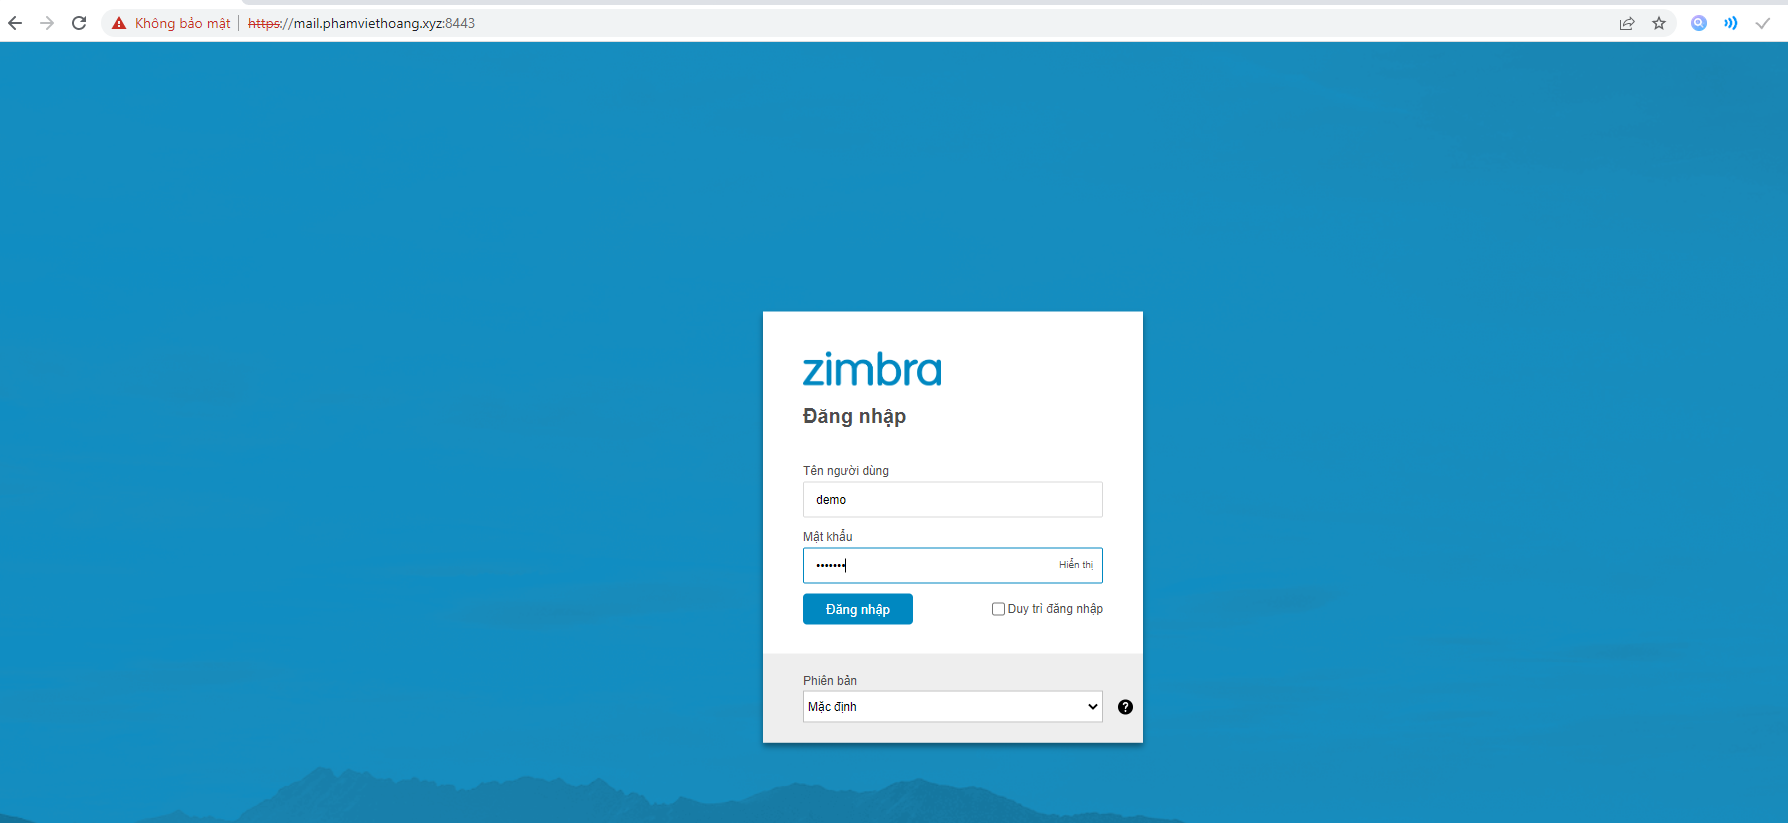 Không bảo mật | https://mail.phamviethoang.xyz:8443
zimbra
Đăng nhập
Tên người dùng
demo
Mật khẩu
••••••• Hiển thị
Đăng nhập Duy trì đăng nhập
Phiên bản
Mặc định ?